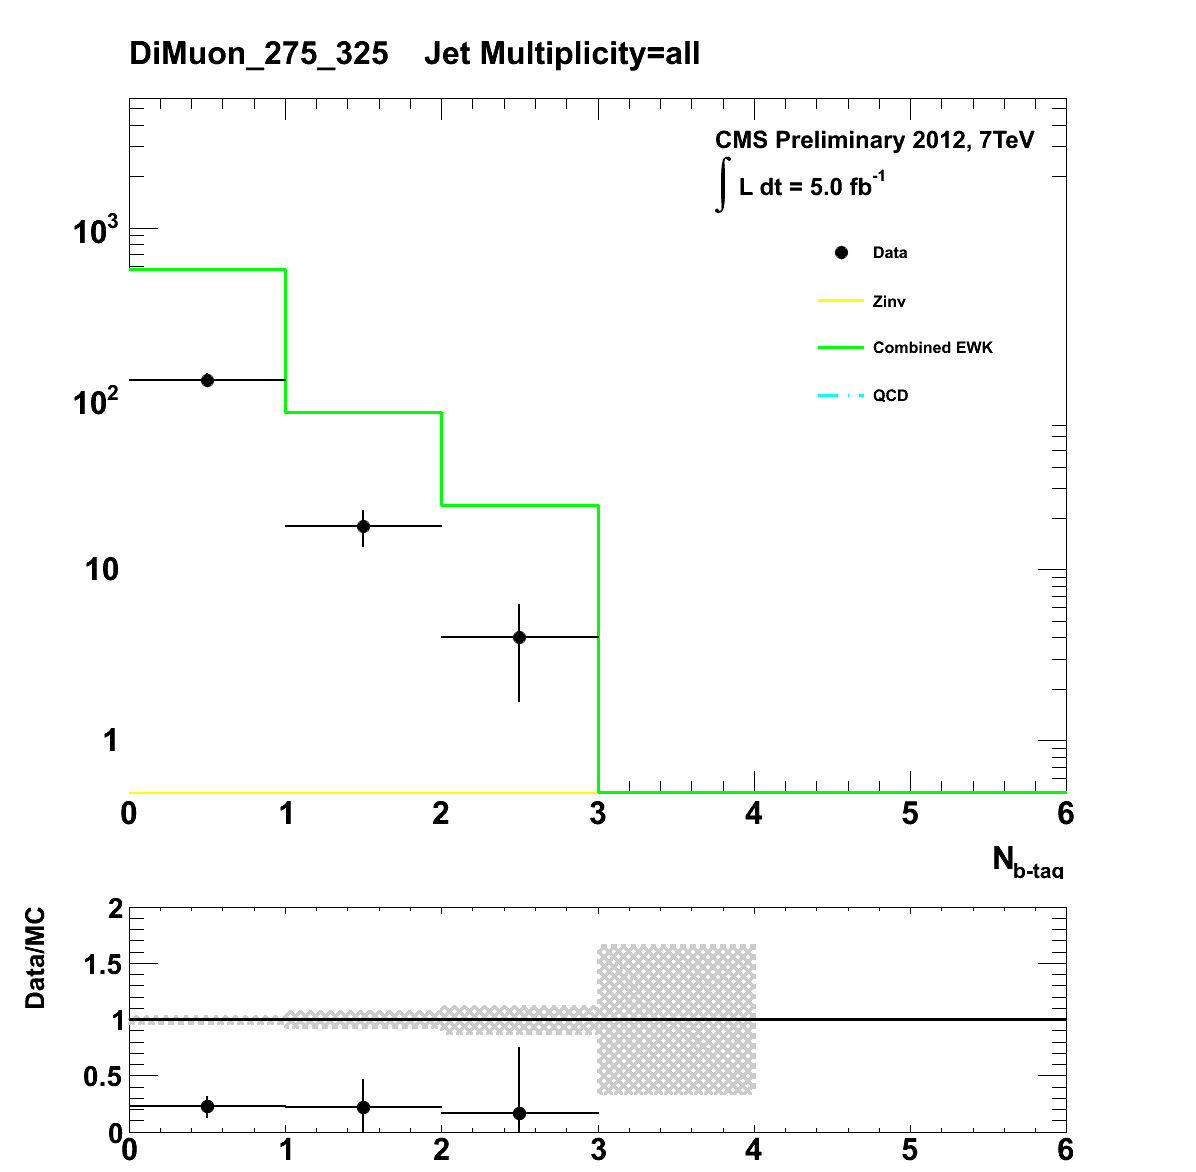 DiMuon_275_325 Jet Multiplicity=all
CMS Preliminary 2012, 7TeV
∫ L dt = 5.0 fb⁻¹
Data
Zinv
Combined EWK
QCD
10³
10²
10
1
0 1 2 3 4 5 6
N_b-tag
Data/MC
2
1.5
1
0.5
0
0 1 2 3 4 5 6